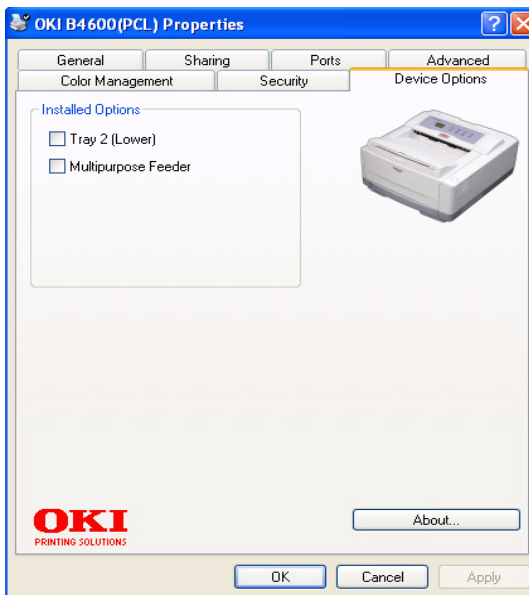 OKI B4600(PCL) Properties
General Sharing Ports Advanced
Color Management Security Device Options
Installed Options
Tray 2 (Lower)
Multipurpose Feeder
OKI
PRINTING SOLUTIONS
About...
OK Cancel Apply